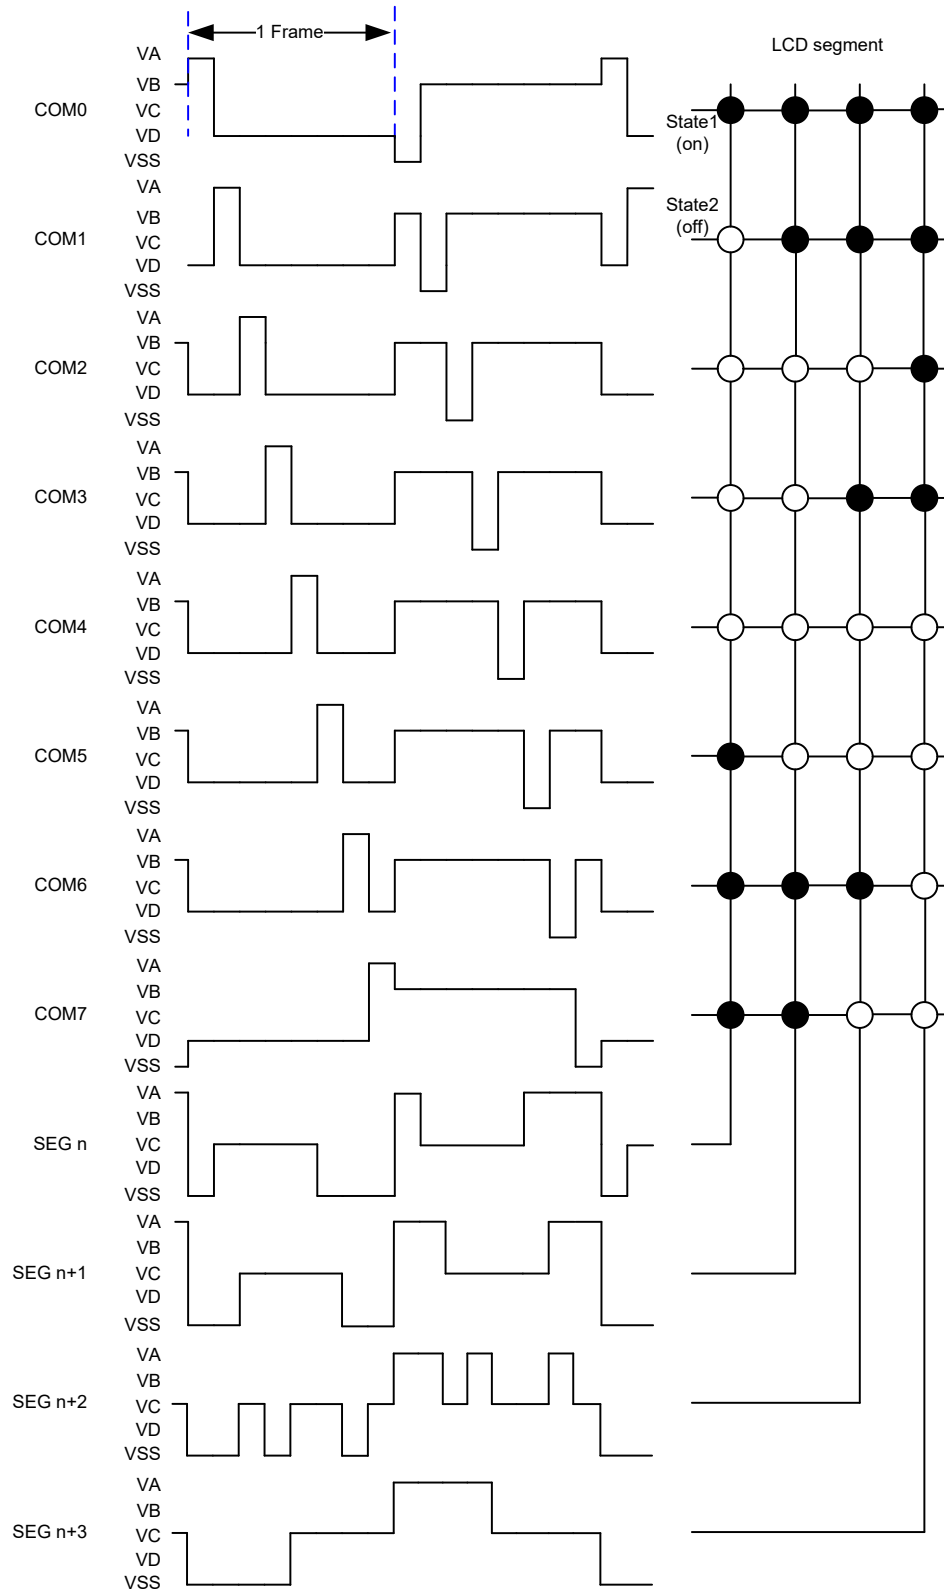 1 Frame
LCD segment
State1
(on)
State2
(off)
VA
VB
COM0
VC
VD
VSS
VA
VB
COM1
VC
VD
VSS
VA
VB
COM2
VC
VD
VSS
VA
VB
COM3
VC
VD
VSS
VA
VB
COM4
VC
VD
VSS
VA
VB
COM5
VC
VD
VSS
VA
VB
COM6
VC
VD
VSS
VA
VB
COM7
VC
VD
VSS
VA
VB
SEG n
VC
VD
VSS
VA
VB
SEG n+1
VC
VD
VSS
VA
VB
SEG n+2
VC
VD
VSS
VA
VB
SEG n+3
VC
VD
VSS